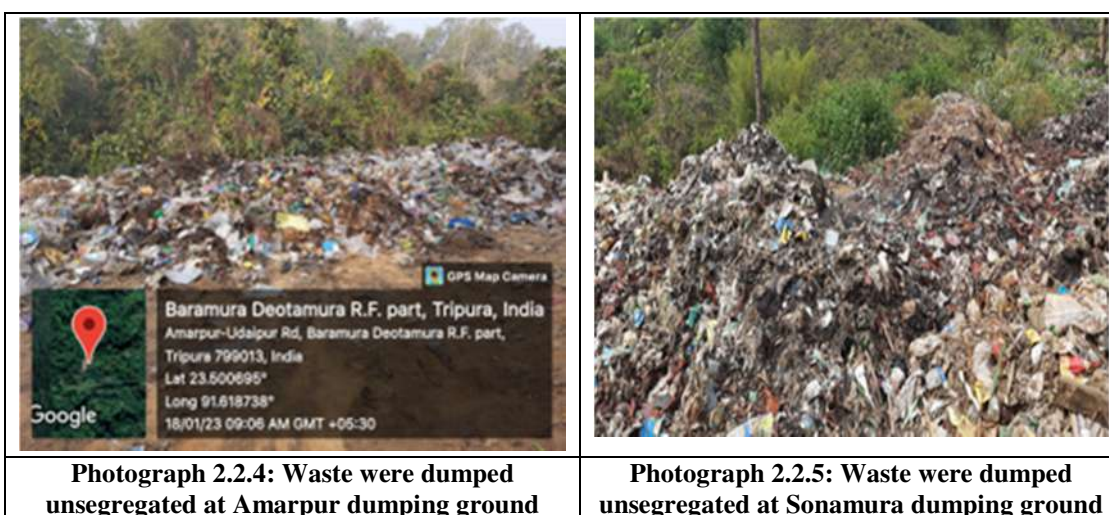 GPS Map Camera
Baramura Deotamura R.F. part, Tripura, India
Amarpur-Udaipur Rd, Baramura Deotamura R.F. part,
Tripura 799013, India
Lat 23.500695°
Long 91.618738°
18/01/23 09:06 AM GMT +05:30
Google
Photograph 2.2.4: Waste were dumped
unsegregated at Amarpur dumping ground
Photograph 2.2.5: Waste were dumped
unsegregated at Sonamura dumping ground